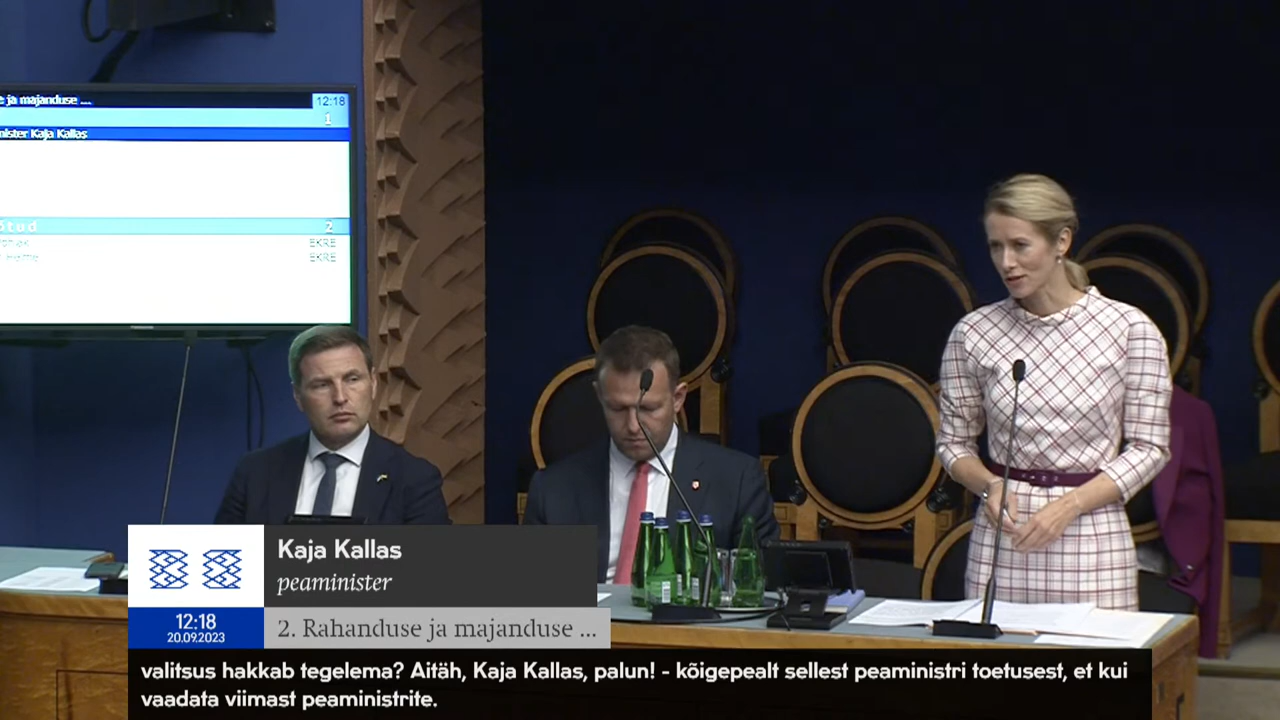 ja majanduse ...
12:18
1
nister Kaja Kallas
2
EKRE
EKRE
Kaja Kallas
peaminister
12:18
20.09.2023
2. Rahanduse ja majanduse ...
valitsus hakkab tegelema? Aitäh, Kaja Kallas, palun! - kõigepealt sellest peaministri toetusest, et kui
vaadata viimast peaministrite.